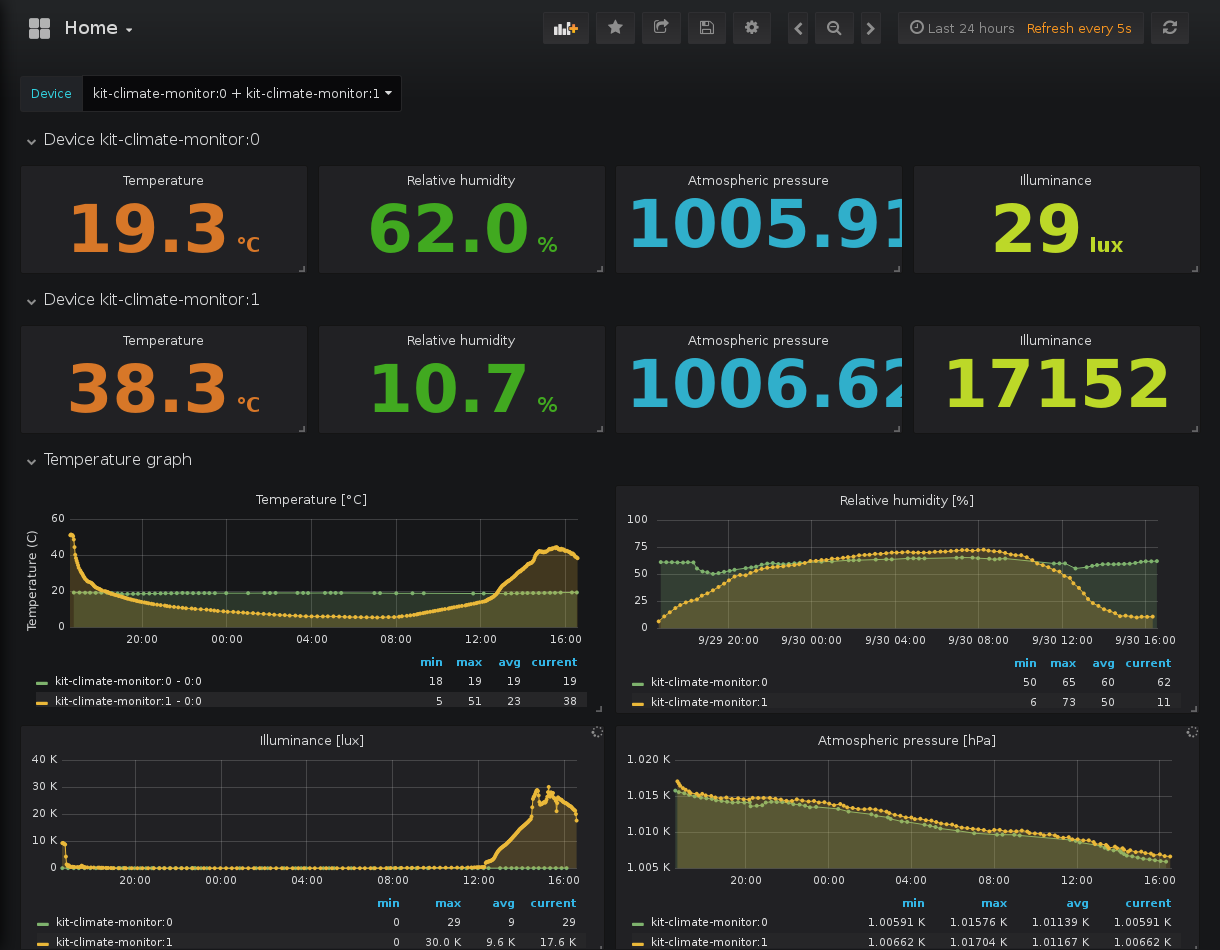 Home
Last 24 hours Refresh every 5s
Device kit-climate-monitor:0 + kit-climate-monitor:1
Device kit-climate-monitor:0
Temperature Relative humidity Atmospheric pressure Illuminance
19.3 °C 62.0 % 1005.91 29 lux
Device kit-climate-monitor:1
Temperature Relative humidity Atmospheric pressure Illuminance
38.3 °C 10.7 % 1006.62 17152
Temperature graph
Temperature [°C]
Temperature (C)
60
40
20
0
20:00 00:00 04:00 08:00 12:00 16:00
min max avg current
kit-climate-monitor:0 - 0:0 18 19 19 19
kit-climate-monitor:1 - 0:0 5 51 23 38
Relative humidity [%]
100
75
50
25
0
9/29 20:00 9/30 00:00 9/30 04:00 9/30 08:00 9/30 12:00 9/30 16:00
min max avg current
kit-climate-monitor:0 50 65 60 62
kit-climate-monitor:1 6 73 50 11
Illuminance [lux]
40 K
30 K
20 K
10 K
0
20:00 00:00 04:00 08:00 12:00 16:00
min max avg current
kit-climate-monitor:0 0 29 9 29
kit-climate-monitor:1 0 30.0 K 9.6 K 17.6 K
Atmospheric pressure [hPa]
1.020 K
1.015 K
1.010 K
1.005 K
20:00 00:00 04:00 08:00 12:00 16:00
min max avg current
kit-climate-monitor:0 1.00591 K 1.01576 K 1.01139 K 1.00591 K
kit-climate-monitor:1 1.00662 K 1.01704 K 1.01167 K 1.00662 K